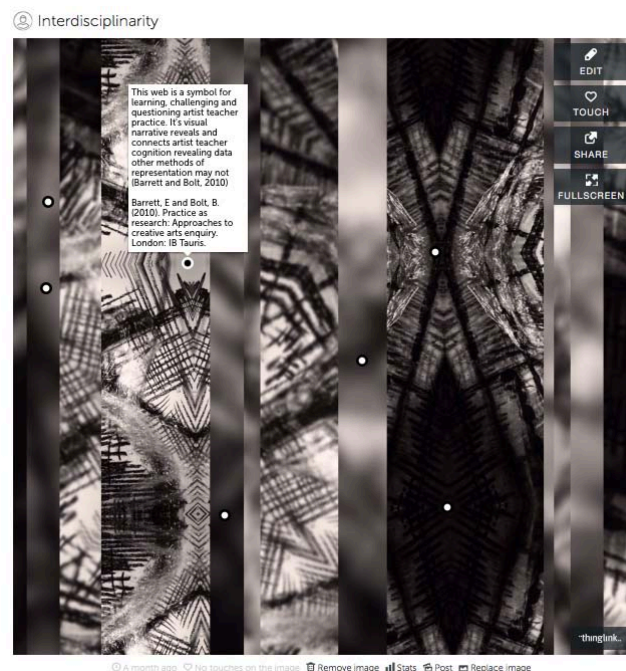 Interdisciplinarity
This web is a symbol for
learning, challenging and
questioning artist teacher
practice. It's visual
narrative reveals and
connects artist teacher
cognition revealing data
other methods of
representation may not
(Barrett and Bolt, 2010)
Barrett, E and Bolt, B.
(2010). Practice as
research: Approaches to
creative arts enquiry.
London: IB Tauris.
EDIT
TOUCH
SHARE
FULLSCREEN
thinglink..
A month ago No touches on the image Remove image Stats Post Replace image